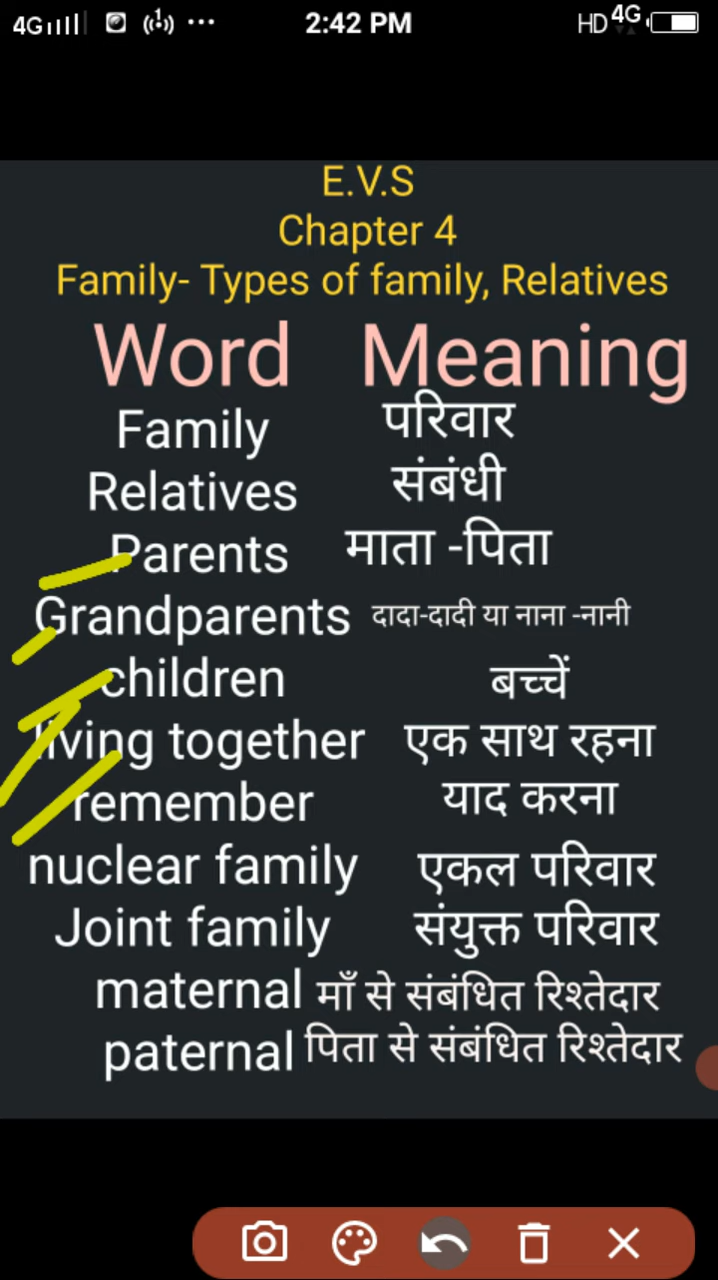 4G 1 ... 2:42 PM HD 4G
E.V.S
Chapter 4
Family- Types of family, Relatives
Word Meaning
Family परिवार
Relatives संबंधी
Parents माता -पिता
Grandparents दादा-दादी या नाना -नानी
children बच्चें
living together एक साथ रहना
remember याद करना
nuclear family एकल परिवार
Joint family संयुक्त परिवार
maternal माँ से संबंधित रिश्तेदार
paternal पिता से संबंधित रिश्तेदार